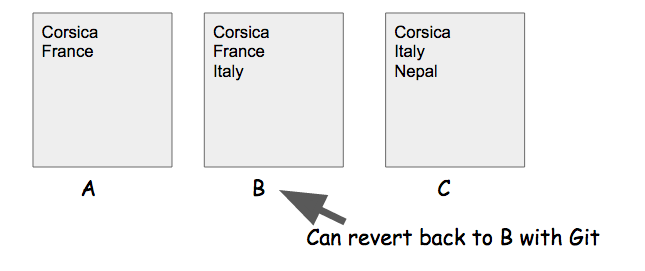 Corsica
France
Corsica
France
Italy
Corsica
Italy
Nepal
A
B
C
Can revert back to B with Git